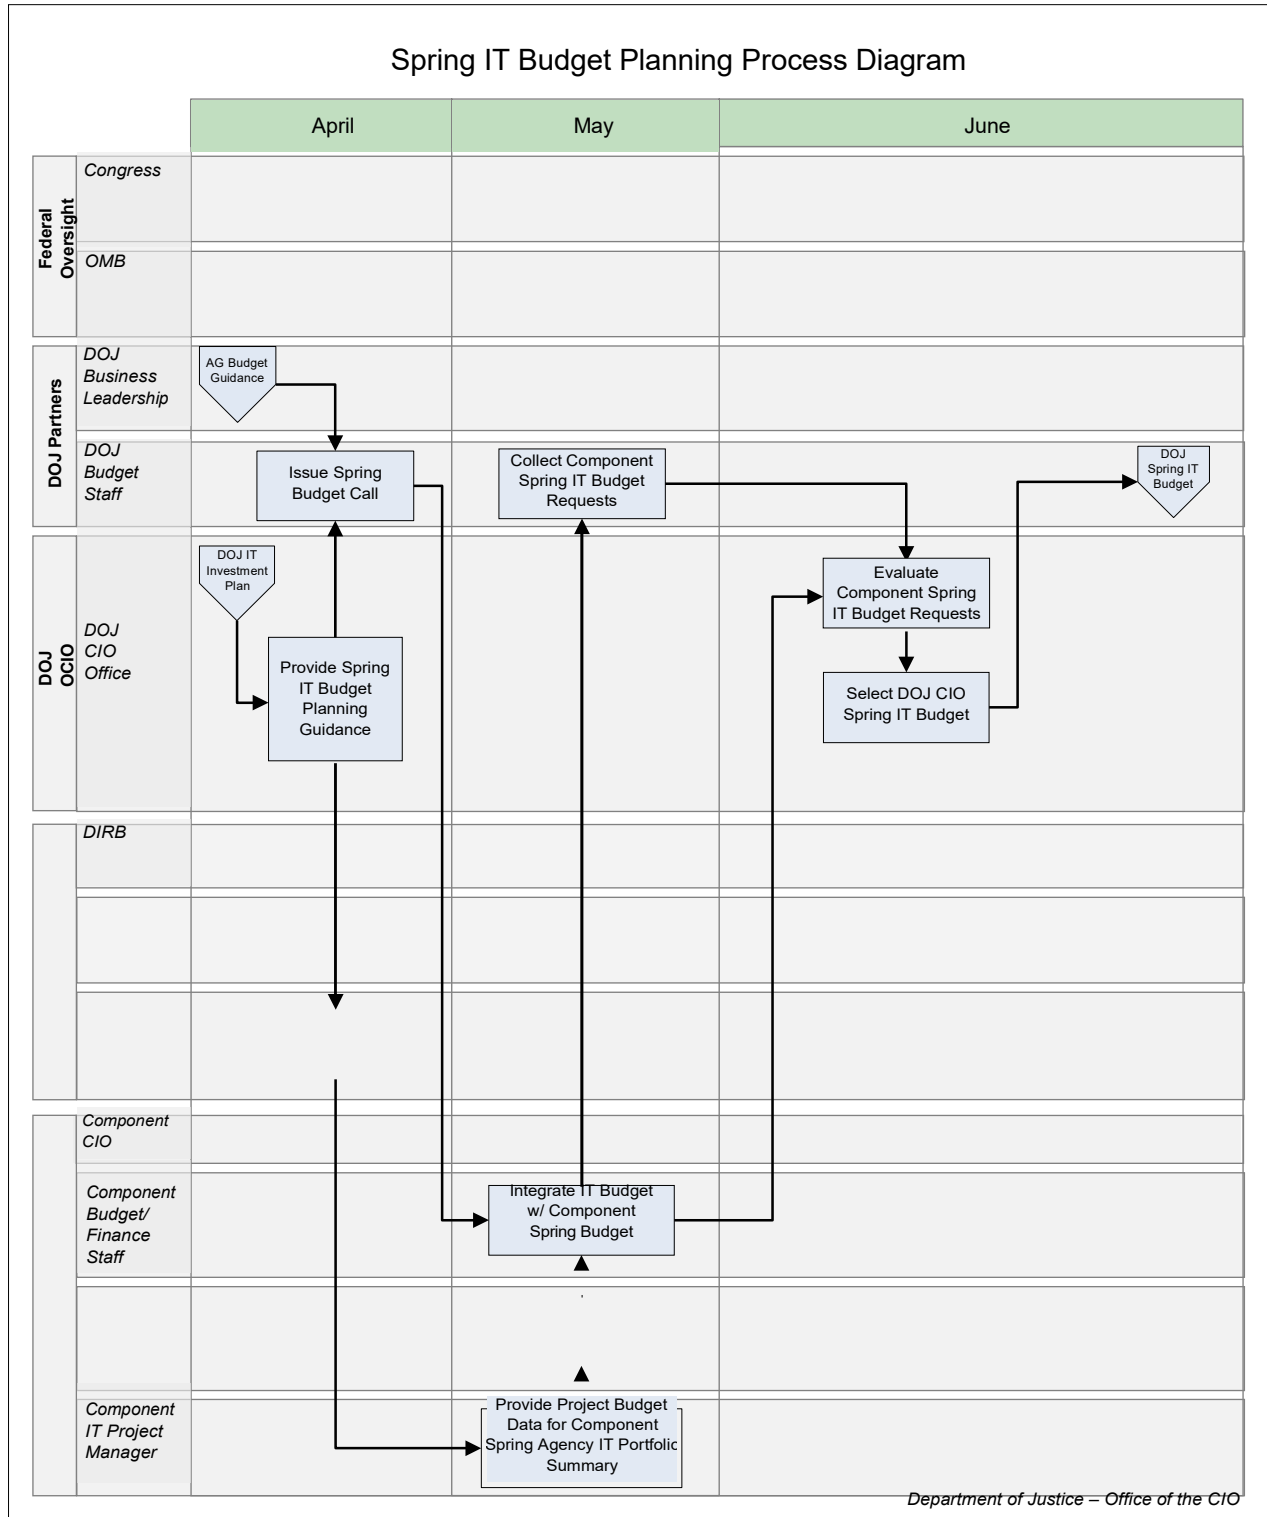 Spring IT Budget Planning Process Diagram
April
May
June
Federal
Oversight
Congress
OMB
DOJ Partners
DOJ
Business
Leadership
AG Budget
Guidance
DOJ
Budget
Staff
Issue Spring
Budget Call
Collect Component
Spring IT Budget
Requests
DOJ
Spring IT
Budget
DOJ
OCIO
DOJ
CIO
Office
DOJ IT
Investment
Plan
Provide Spring
IT Budget
Planning
Guidance
Evaluate
Component Spring
IT Budget Requests
Select DOJ CIO
Spring IT Budget
DIRB
Component
CIO
Component
Budget/
Finance
Staff
Integrate IT Budget
w/ Component
Spring Budget
Component
IT Project
Manager
Provide Project Budget
Data for Component
Spring Agency IT Portfolio
Summary
Department of Justice – Office of the CIO